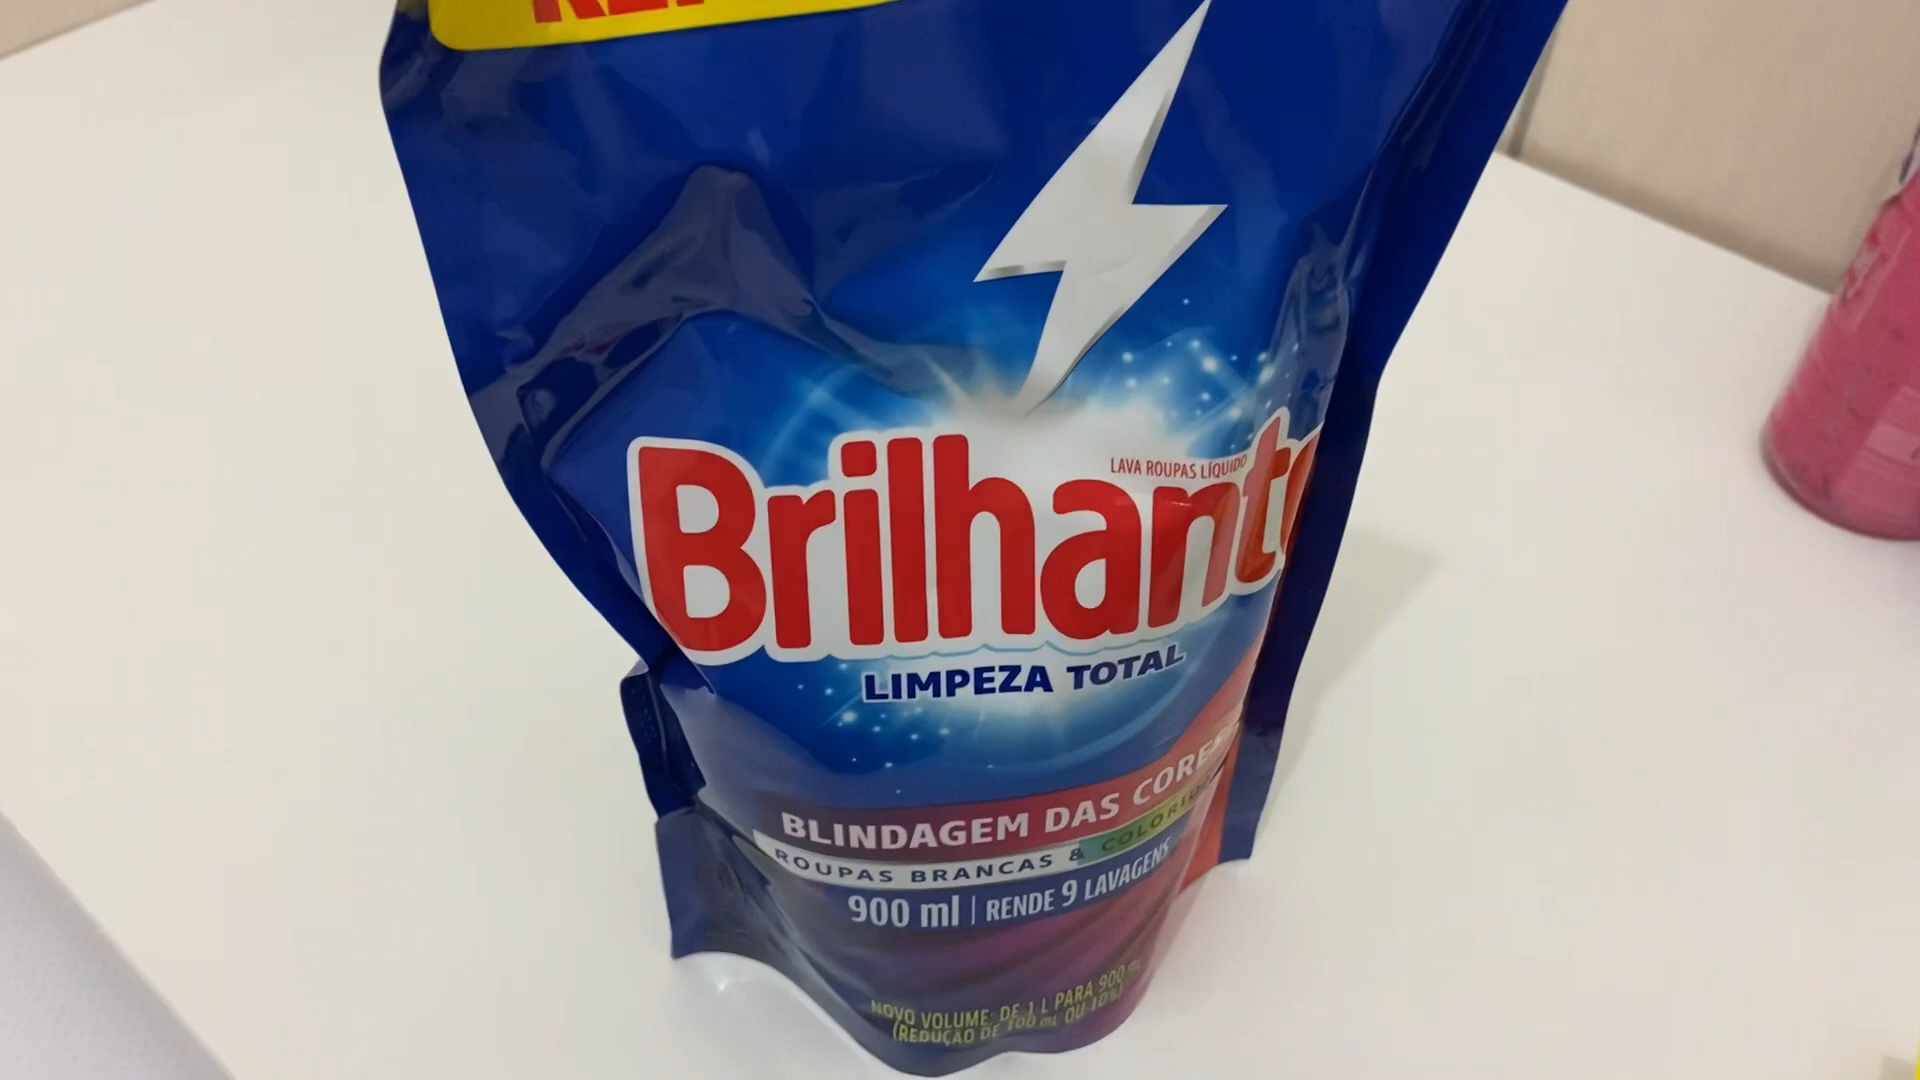 LAVA ROUPAS LÍQUIDO
Brilhante
LIMPEZA TOTAL
BLINDAGEM DAS CORES
ROUPAS BRANCAS & COLORID
900 ml | RENDE 9 LAVAGENS
NOVO VOLUME: DE 1 L PARA 900 mL
(REDUÇÃO DE 100 mL OU 10%)